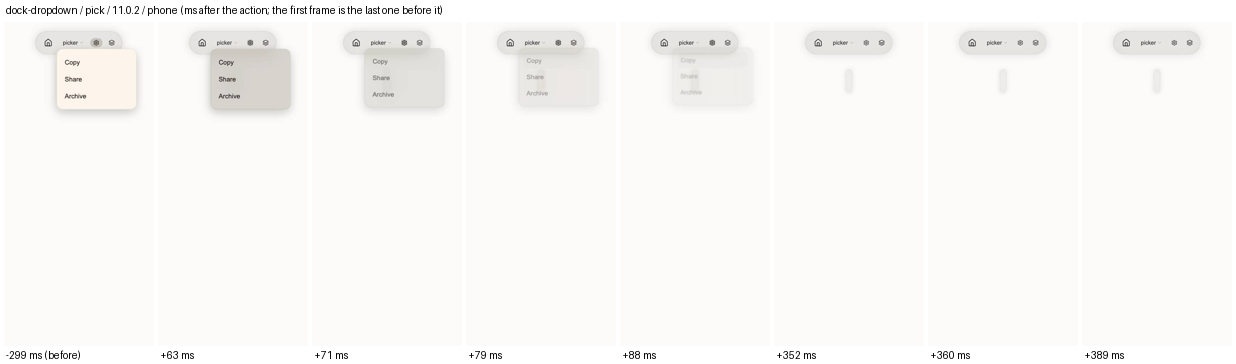 dock-dropdown / pick / 11.0.2 / phone (ms after the action; the first frame is the last one before it)
picker
Copy
Share
Archive
-299 ms (before)
picker
Copy
Share
Archive
+63 ms
picker
Copy
Share
Archive
+71 ms
picker
Copy
Share
Archive
+79 ms
picker
Copy
Share
Archive
+88 ms
picker
+352 ms
picker
+360 ms
picker
+389 ms